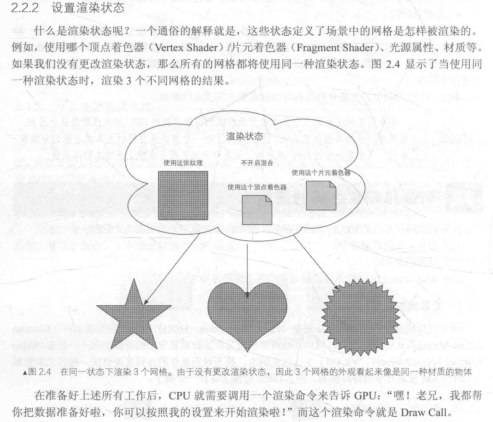 2.2.2 设置渲染状态
什么是渲染状态呢？一个通俗的解释就是，这些状态定义了场景中的网格是怎样被渲染的。
例如，使用哪个顶点着色器（Vertex Shader）/片元着色器（Fragment Shader）、光源属性、材质等。
如果我们没有更改渲染状态，那么所有的网格都将使用同一种渲染状态。图 2.4 显示了当使用同
一种渲染状态时，渲染 3 个不同网格的结果。
渲染状态
使用这张纹理
不开启混合
使用这个顶点着色器
使用这个片元着色器
▲图 2.4 在同一状态下渲染 3 个网格。由于没有更改渲染状态，因此 3 个网格的外观看起来像是同一种材质的物体
在准备好上述所有工作后，CPU 就需要调用一个渲染命令来告诉 GPU：“嘿！老兄，我都帮
你把数据准备好啦，你可以按照我的设置来开始渲染啦！”而这个渲染命令就是 Draw Call。